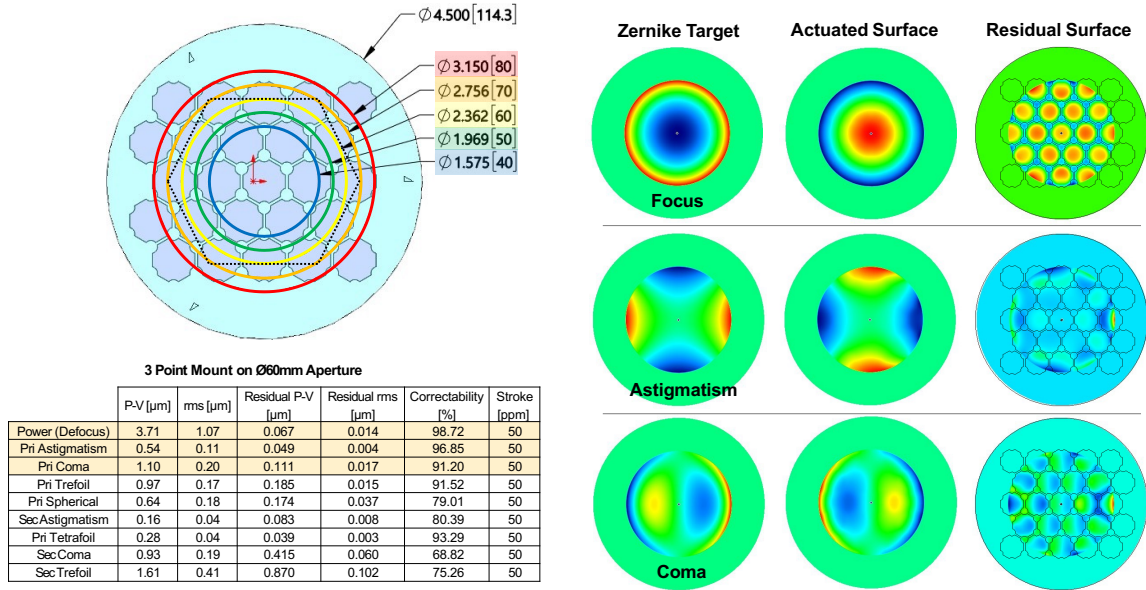 Ø4.500[114.3]
Ø3.150[80]
Ø2.756[70]
Ø2.362[60]
Ø1.969[50]
Ø1.575[40]
3 Point Mount on Ø60mm Aperture
P-V [µm] rms [µm] Residual P-V [µm] Residual rms [µm] Correctability [%] Stroke [ppm]
Power (Defocus) 3.71 1.07 0.067 0.014 98.72 50
Pri Astigmatism 0.54 0.11 0.049 0.004 96.85 50
Pri Coma 1.10 0.20 0.111 0.017 91.20 50
Pri Trefoil 0.97 0.17 0.185 0.015 91.52 50
Pri Spherical 0.64 0.18 0.174 0.037 79.01 50
Sec Astigmatism 0.16 0.04 0.083 0.008 80.39 50
Pri Tetrafoil 0.28 0.04 0.039 0.003 93.29 50
Sec Coma 0.93 0.19 0.415 0.060 68.82 50
Sec Trefoil 1.61 0.41 0.870 0.102 75.26 50
Zernike Target Actuated Surface Residual Surface
Focus
Astigmatism
Coma